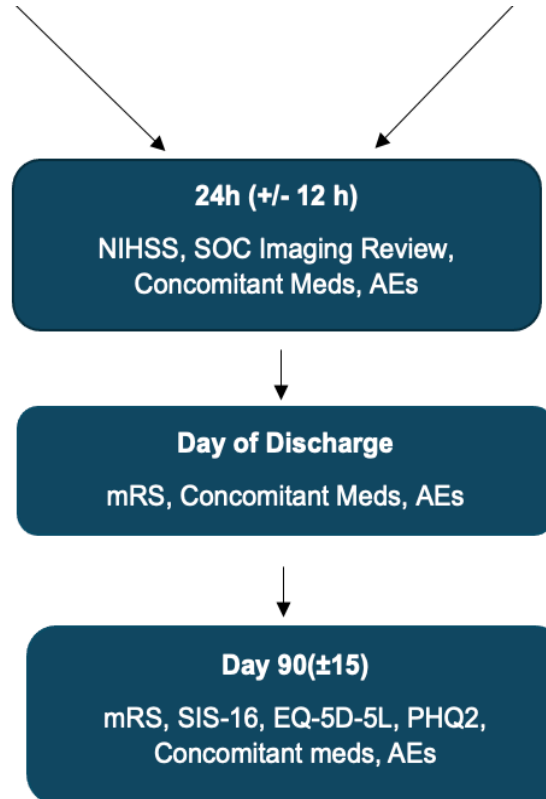 24h (+/- 12 h)
NIHSS, SOC Imaging Review,
Concomitant Meds, AEs
Day of Discharge
mRS, Concomitant Meds, AEs
Day 90(±15)
mRS, SIS-16, EQ-5D-5L, PHQ2,
Concomitant meds, AEs